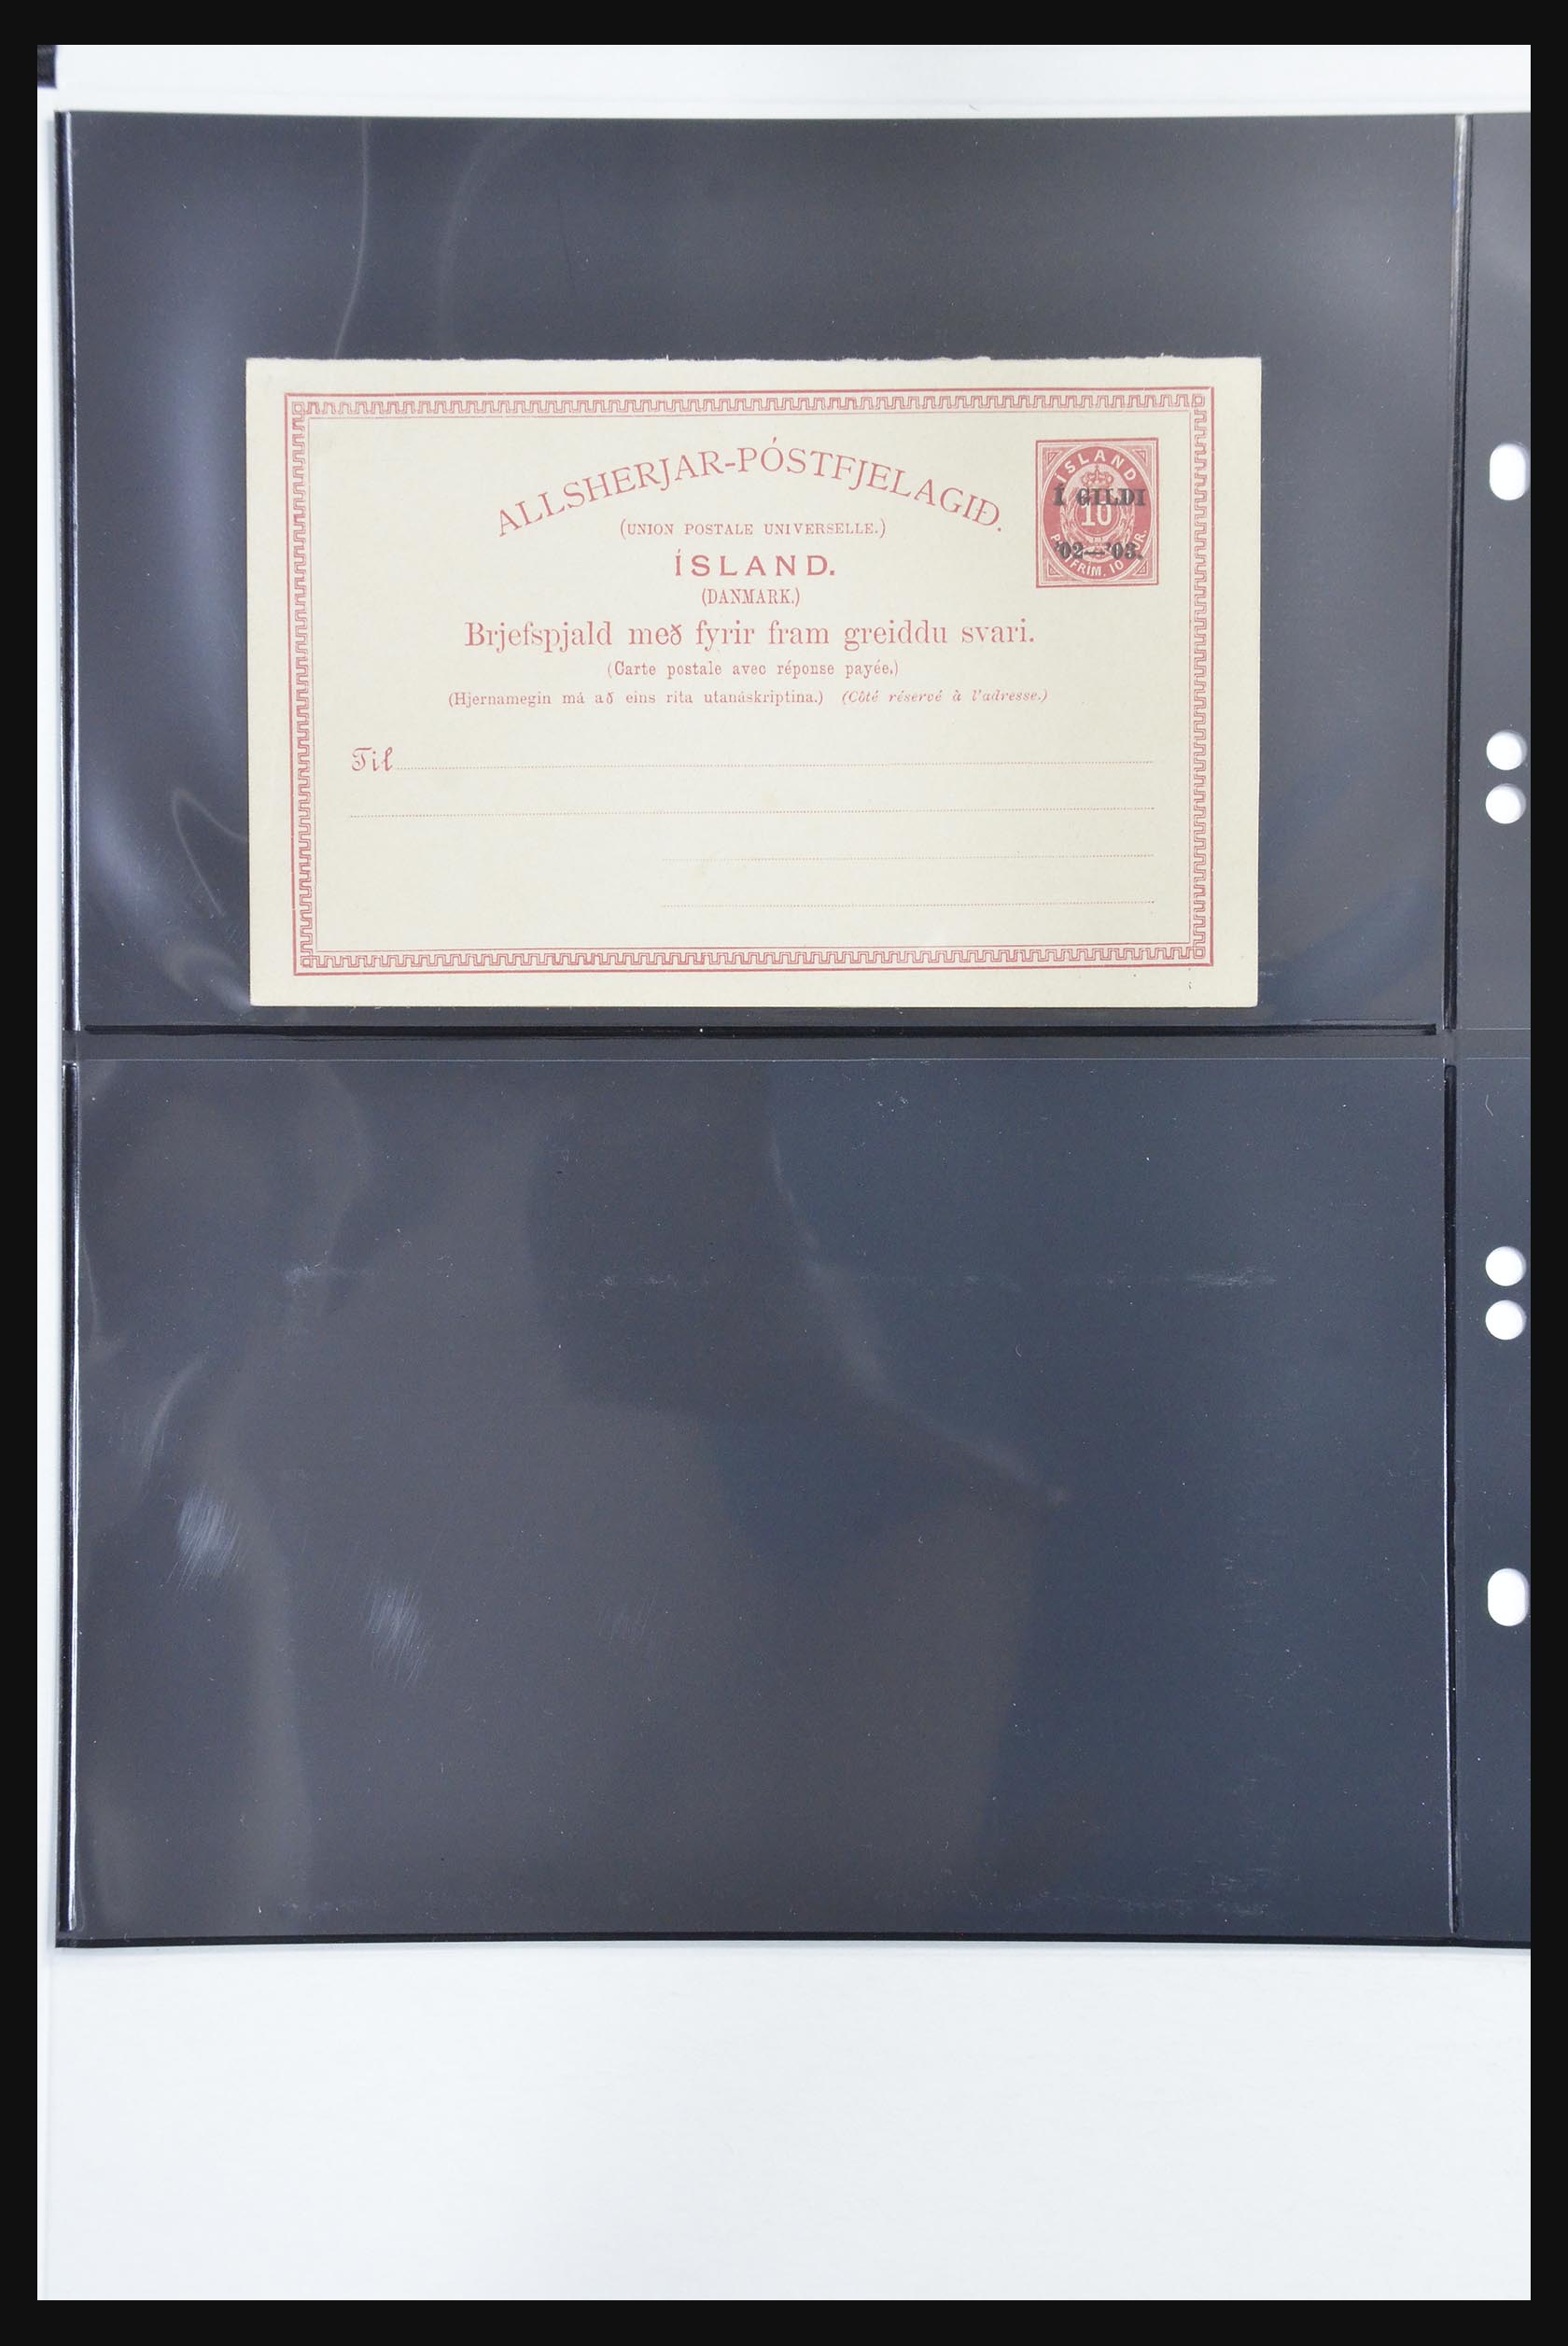 ALLSHERJAR-PÓSTFJELAGIÐ.
(UNION POSTALE UNIVERSELLE.)
ÍSLAND.
(DANMARK.)
Brjefspjald með fyrir fram greiddu svari.
(Carte postale avec réponse payée.)
(Hjernamegin má að eins rita utanáskriptina.) (Côté réservé à l'adresse.)
Til
ÍSLAND
Í GILDI
10
'02—'03.
FRIM. 10